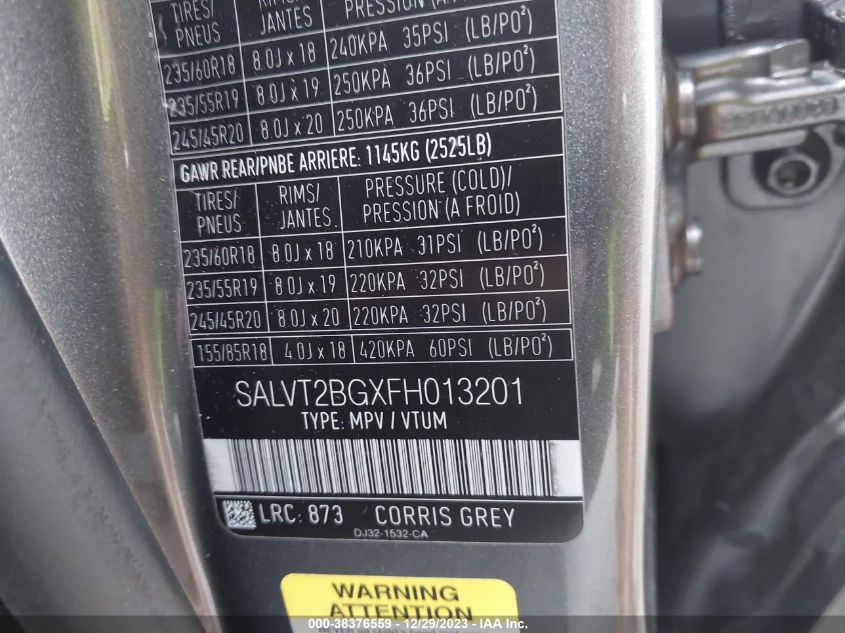 TIRES/ RIMS/ PRESSION (A F
PNEUS JANTES
235/60R18 8.0J x 18 240KPA 35PSI (LB/PO²)
235/55R19 8.0J x 19 250KPA 36PSI (LB/PO²)
245/45R20 8.0J x 20 250KPA 36PSI (LB/PO²)
GAWR REAR/PNBE ARRIERE: 1145KG (2525LB)
TIRES/ RIMS/ PRESSURE (COLD)/
PNEUS JANTES PRESSION (A FROID)
235/60R18 8.0J x 18 210KPA 31PSI (LB/PO²)
235/55R19 8.0J x 19 220KPA 32PSI (LB/PO²)
245/45R20 8.0J x 20 220KPA 32PSI (LB/PO²)
155/85R18 4.0J x 18 420KPA 60PSI (LB/PO²)
SALVT2BGXFH013201
TYPE: MPV / VTUM
LRC: 873 CORRIS GREY
DJ32-1532-CA
WARNING
ATTENTION
000-38376559 - 12/29/2023 - IAAI.com